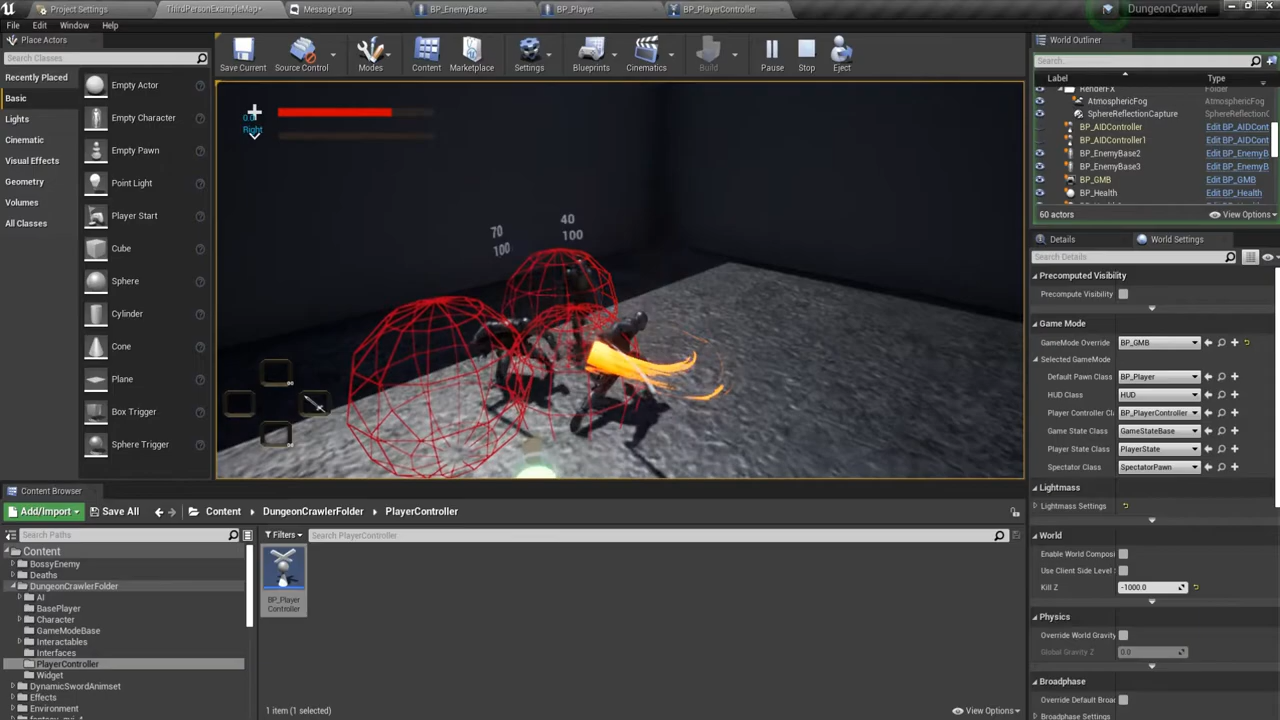 Project Settings
ThirdPersonExampleMap*
Message Log
BP_EnemyBase
BP_Player
BP_PlayerController
DungeonCrawler
File Edit Window Help
Place Actors
Search Classes
Recently Placed
Basic
Lights
Cinematic
Visual Effects
Geometry
Volumes
All Classes
Empty Actor
Empty Character
Empty Pawn
Point Light
Player Start
Cube
Sphere
Cylinder
Cone
Plane
Box Trigger
Sphere Trigger
Save Current
Source Control
Modes
Content
Marketplace
Settings
Blueprints
Cinematics
Build
Pause
Stop
Eject
0.0
Right
70
100
40
100
World Outliner
Search...
Label Type
RenderFX Folder
AtmosphericFog AtmosphericFog
SphereReflectionCapture SphereReflectionC
BP_AIDController Edit BP_AIDCont
BP_AIDController1 Edit BP_AIDCont
BP_EnemyBase2 Edit BP_EnemyB
BP_EnemyBase3 Edit BP_EnemyB
BP_GMB Edit BP_GMB
BP_Health Edit BP_Health
60 actors
View Options
Details
World Settings
Search Details
Precomputed Visibility
Precompute Visibility
Game Mode
GameMode Override BP_GMB
Selected GameMode
Default Pawn Class BP_Player
HUD Class HUD
Player Controller Cl BP_PlayerController
Game State Class GameStateBase
Player State Class PlayerState
Spectator Class SpectatorPawn
Lightmass
Lightmass Settings
World
Enable World Composi
Use Client Side Level
Kill Z -1000.0
Physics
Override World Gravity
Global Gravity Z 0.0
Broadphase
Override Default Broa
Broadphase Settings
Content Browser
Add/Import
Save All
Content
DungeonCrawlerFolder
PlayerController
Search Paths
Filters
Search PlayerController
Content
BossyEnemy
Deaths
DungeonCrawlerFolder
AI
BasePlayer
Character
GameModeBase
Interactables
Interfaces
PlayerController
Widget
DynamicSwordAnimset
Effects
Environment
BP_Player
Controller
1 item (1 selected)
View Options